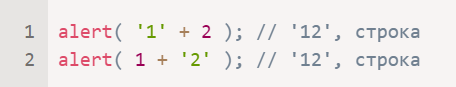 1 alert( '1' + 2 ); // '12', строка
2 alert( 1 + '2' ); // '12', строка